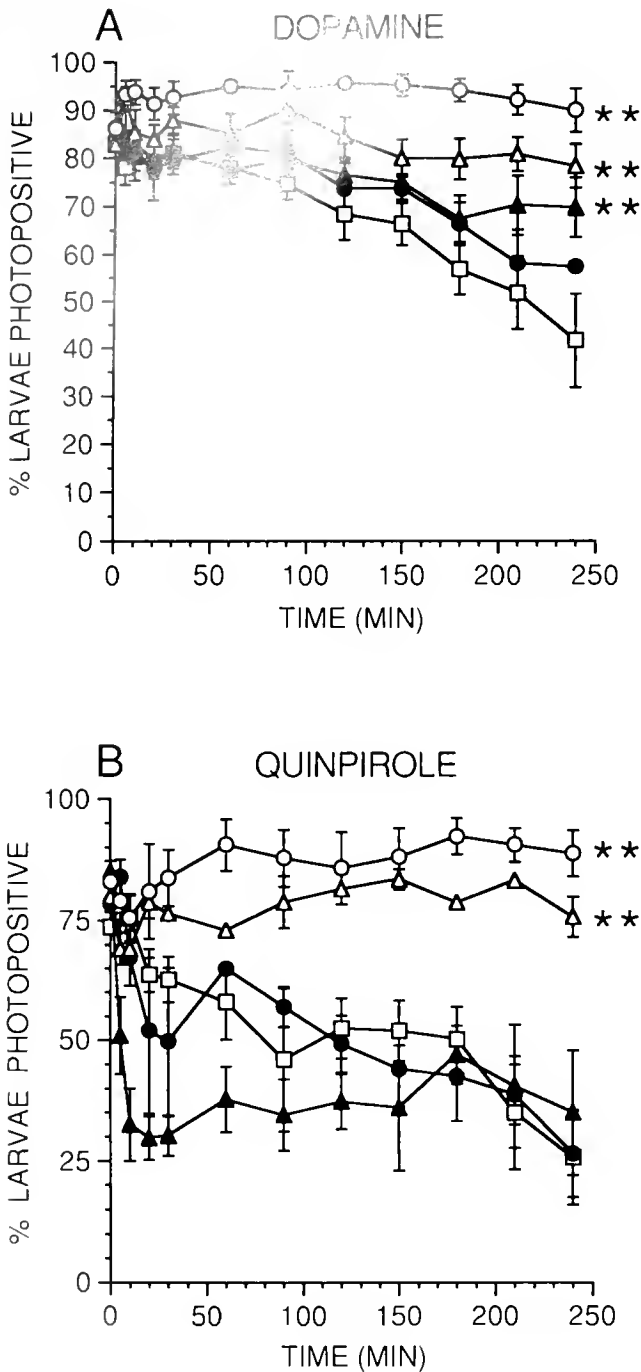 A
DOPAMINE
100
90
80
70
60
50
40
30
20
10
0
% LARVAE PHOTOPOSITIVE
**
**
**
0 50 100 150 200 250
TIME (MIN)
B
QUINPIROLE
100
75
50
25
0
% LARVAE PHOTOPOSITIVE
**
**
0 50 100 150 200 250
TIME (MIN)